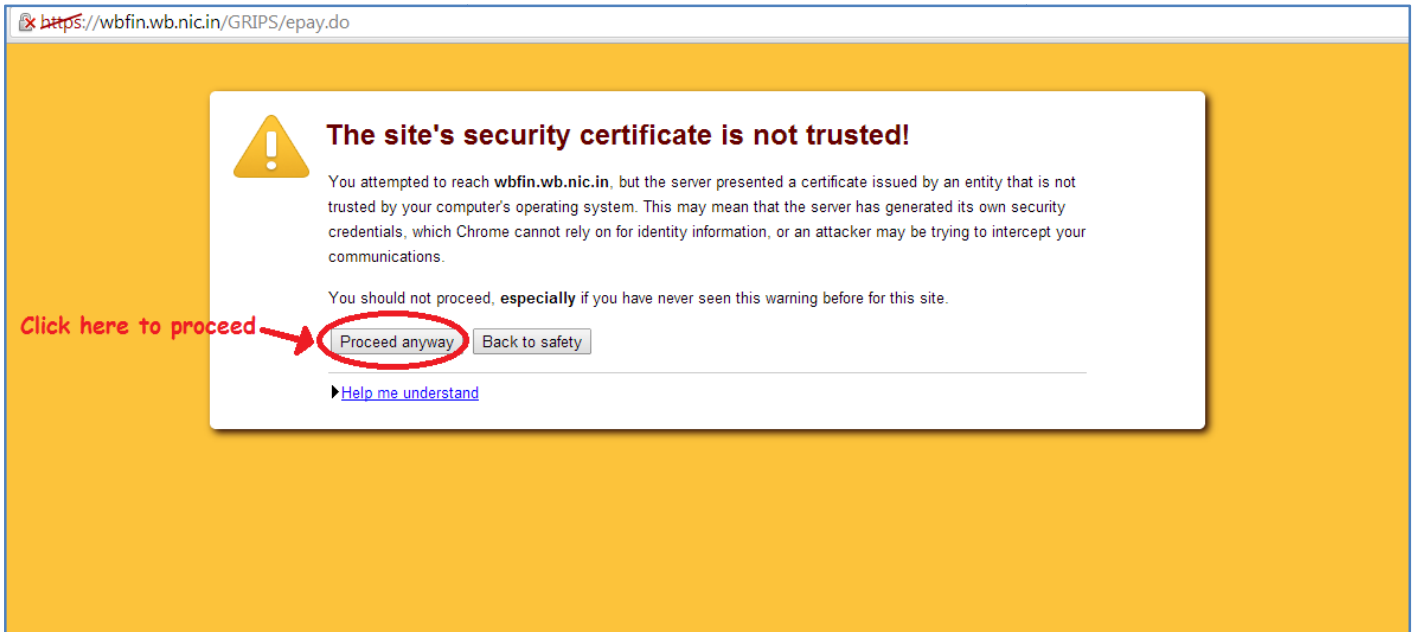 https://wbfin.wb.nic.in/GRIPS/epay.do
The site's security certificate is not trusted!
You attempted to reach wbfin.wb.nic.in, but the server presented a certificate issued by an entity that is not
trusted by your computer's operating system. This may mean that the server has generated its own security
credentials, which Chrome cannot rely on for identity information, or an attacker may be trying to intercept your
communications.
You should not proceed, especially if you have never seen this warning before for this site.
Click here to proceed
Proceed anyway Back to safety
Help me understand